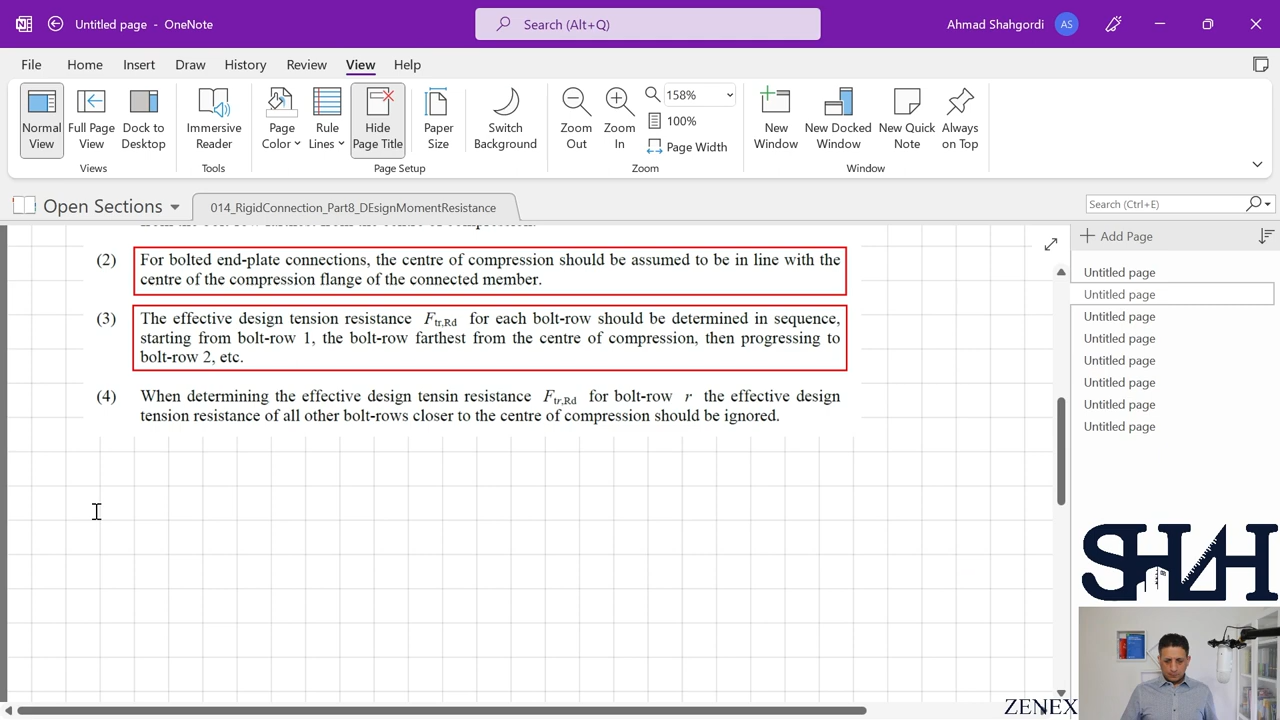 Untitled page - OneNote
Search (Alt+Q)
Ahmad Shahgordi
AS
File
Home
Insert
Draw
History
Review
View
Help
Normal View
Full Page View
Dock to Desktop
Views
Immersive Reader
Tools
Page Color
Rule Lines
Hide Page Title
Paper Size
Page Setup
Switch Background
Zoom Out
Zoom In
158%
100%
Page Width
Zoom
New Window
New Docked Window
New Quick Note
Always on Top
Window
Open Sections
014_RigidConnection_Part8_DEsignMomentResistance
Search (Ctrl+E)
Add Page
Untitled page
Untitled page
Untitled page
Untitled page
Untitled page
Untitled page
Untitled page
Untitled page
(2) For bolted end-plate connections, the centre of compression should be assumed to be in line with the
centre of the compression flange of the connected member.
(3) The effective design tension resistance Ftr,Rd for each bolt-row should be determined in sequence,
starting from bolt-row 1, the bolt-row farthest from the centre of compression, then progressing to
bolt-row 2, etc.
(4) When determining the effective design tensin resistance Ftr,Rd for bolt-row r the effective design
tension resistance of all other bolt-rows closer to the centre of compression should be ignored.
ZENEX